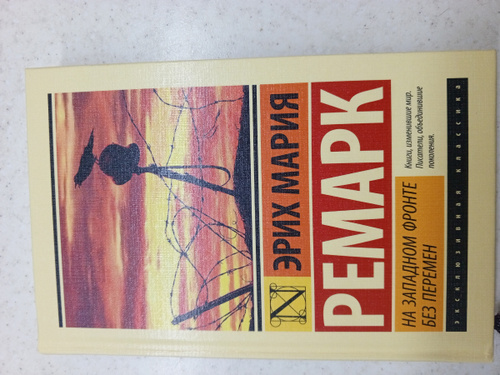 ЭРИХ МАРИЯ
РЕМАРК
НА ЗАПАДНОМ ФРОНТЕ
БЕЗ ПЕРЕМЕН
Книги, изменившие мир.
Писатели, объединившие
поколения.
эксклюзивная классика